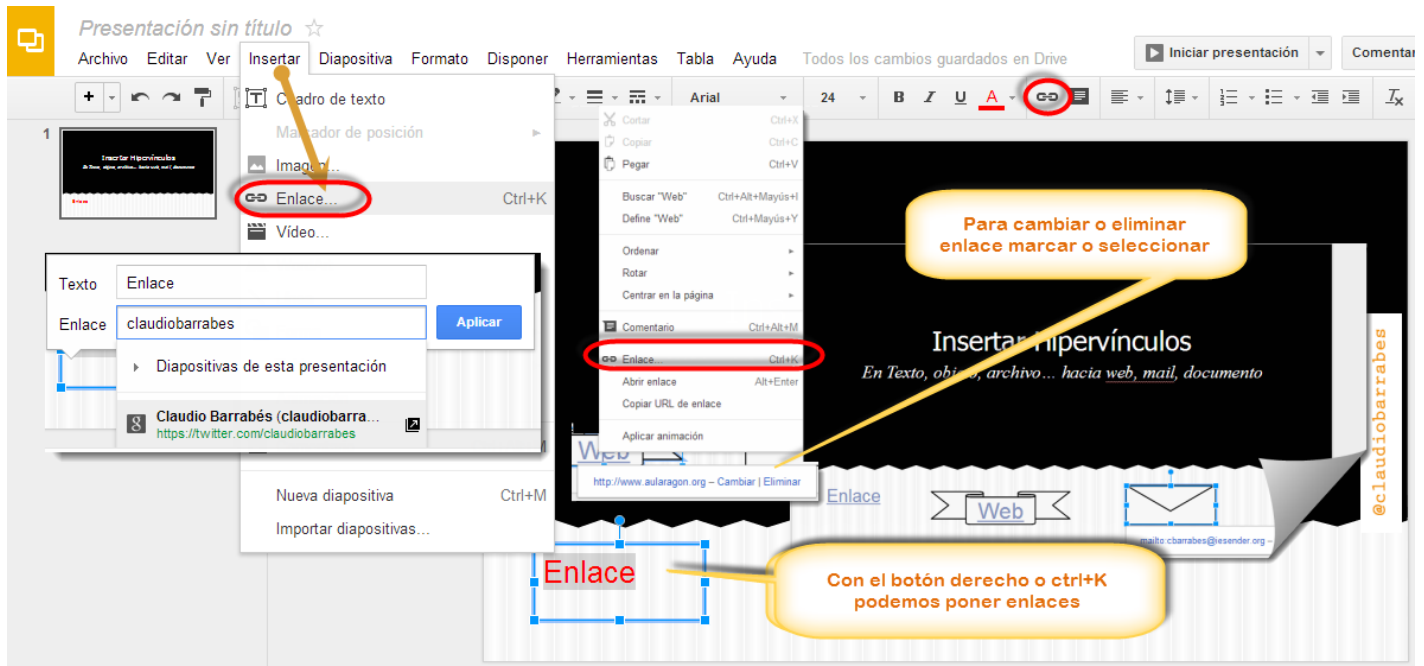 Presentación sin título
Archivo Editar Ver Insertar Diapositiva Formato Disponer Herramientas Tabla Ayuda Todos los cambios guardados en Drive
Iniciar presentación
Comentar
Arial 24 B I U A
1
Insertar Hipervínculos
Enlace
Cuadro de texto
Marcador de posición
Imagen...
Enlace... Ctrl+K
Vídeo...
Texto Enlace
Enlace claudiobarrabes Aplicar
Diapositivas de esta presentación
Claudio Barrabés (claudiobarra...
https://twitter.com/claudiobarrabes
Nueva diapositiva Ctrl+M
Importar diapositivas...
Cortar Ctrl+X
Copiar Ctrl+C
Pegar Ctrl+V
Buscar "Web" Ctrl+Alt+Mayús+I
Define "Web" Ctrl+Mayús+Y
Ordenar
Rotar
Centrar en la página
Comentario Ctrl+Alt+M
Enlace... Ctrl+K
Abrir enlace Alt+Enter
Copiar URL de enlace
Aplicar animación
Web
http://www.aularagon.org – Cambiar | Eliminar
Para cambiar o eliminar
enlace marcar o seleccionar
Insertar Hipervínculos
En Texto, objeto, archivo... hacia web, mail, documento
@claudiobarrabes
Enlace
Web
mailto:cbarrabes@iesender.org –
Enlace
Con el botón derecho o ctrl+K
podemos poner enlaces